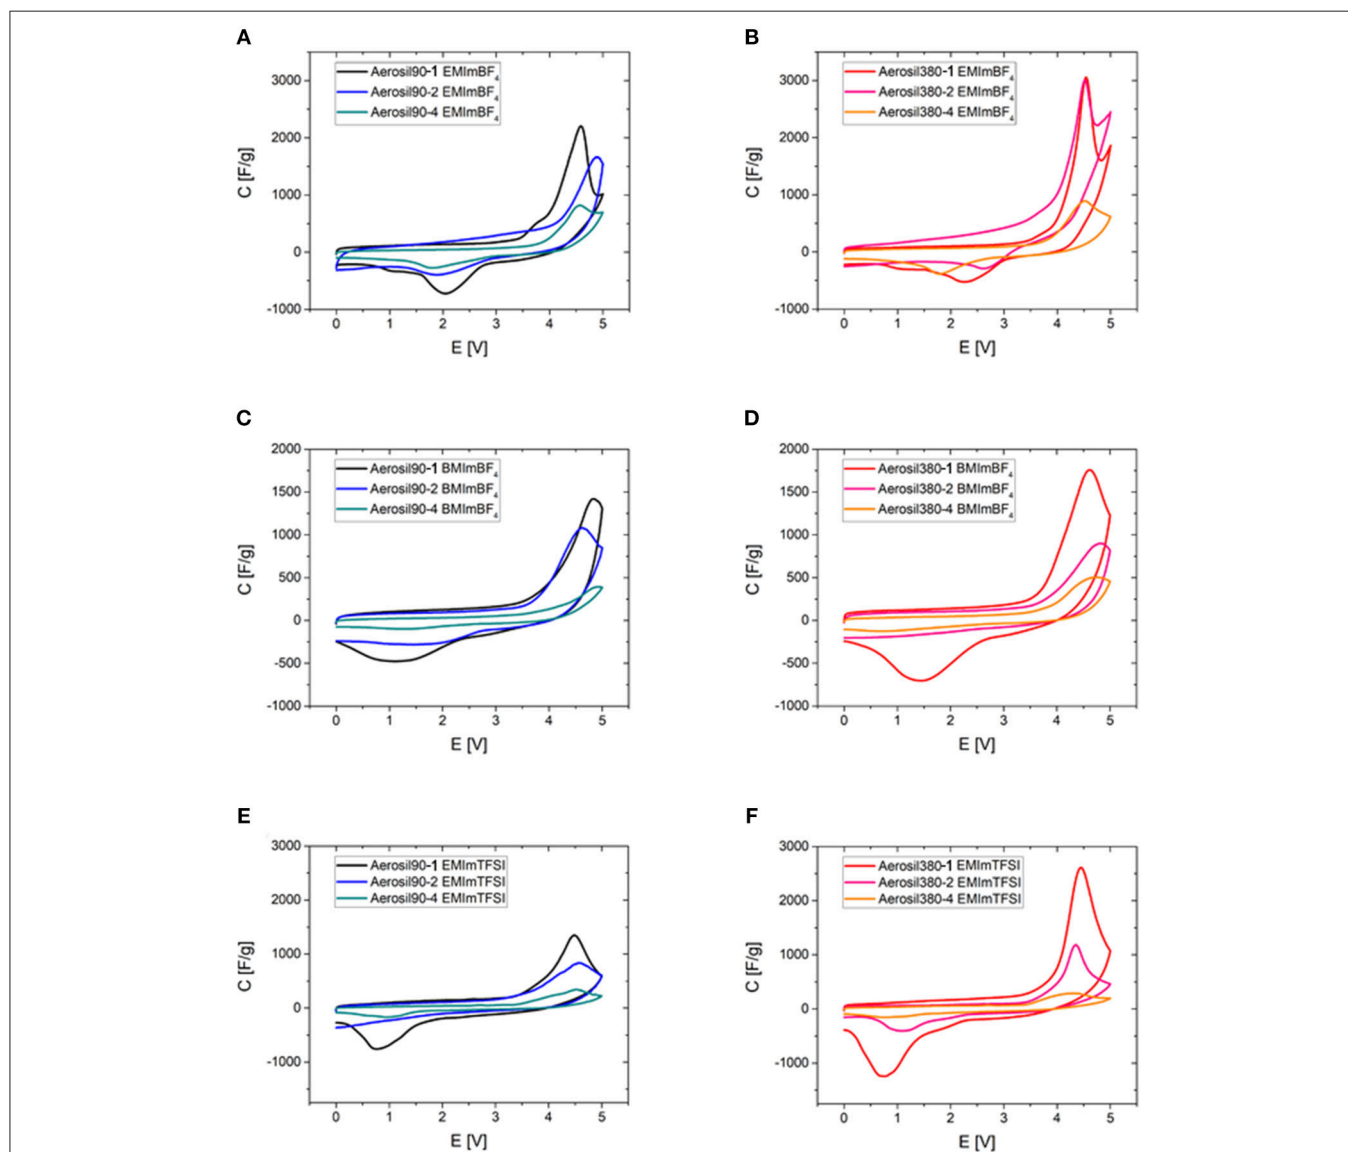 A
Aerosil90-1 EMImBF4
Aerosil90-2 EMImBF4
Aerosil90-4 EMImBF4
3000
2000
1000
0
-1000
C [F/g]
0 1 2 3 4 5
E [V]
B
Aerosil380-1 EMImBF4
Aerosil380-2 EMImBF4
Aerosil380-4 EMImBF4
3000
2000
1000
0
-1000
C [F/g]
0 1 2 3 4 5
E [V]
C
Aerosil90-1 BMImBF4
Aerosil90-2 BMImBF4
Aerosil90-4 BMImBF4
2000
1500
1000
500
0
-500
-1000
C [F/g]
0 1 2 3 4 5
E [V]
D
Aerosil380-1 BMImBF4
Aerosil380-2 BMImBF4
Aerosil380-4 BMImBF4
2000
1500
1000
500
0
-500
-1000
C [F/g]
0 1 2 3 4 5
E [V]
E
Aerosil90-1 EMImTFSI
Aerosil90-2 EMImTFSI
Aerosil90-4 EMImTFSI
3000
2000
1000
0
-1000
C [F/g]
0 1 2 3 4 5
E [V]
F
Aerosil380-1 EMImTFSI
Aerosil380-2 EMImTFSI
Aerosil380-4 EMImTFSI
3000
2000
1000
0
-1000
C [F/g]
0 1 2 3 4 5
E [V]